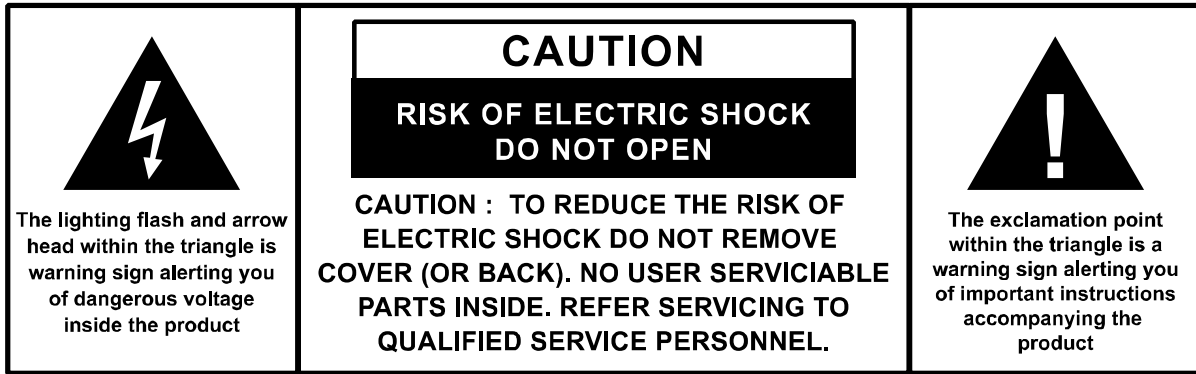 The lighting flash and arrow
head within the triangle is
warning sign alerting you
of dangerous voltage
inside the product
CAUTION
RISK OF ELECTRIC SHOCK
DO NOT OPEN
CAUTION : TO REDUCE THE RISK OF
ELECTRIC SHOCK DO NOT REMOVE
COVER (OR BACK). NO USER SERVICIABLE
PARTS INSIDE. REFER SERVICING TO
QUALIFIED SERVICE PERSONNEL.
!
The exclamation point
within the triangle is a
warning sign alerting you
of important instructions
accompanying the
product